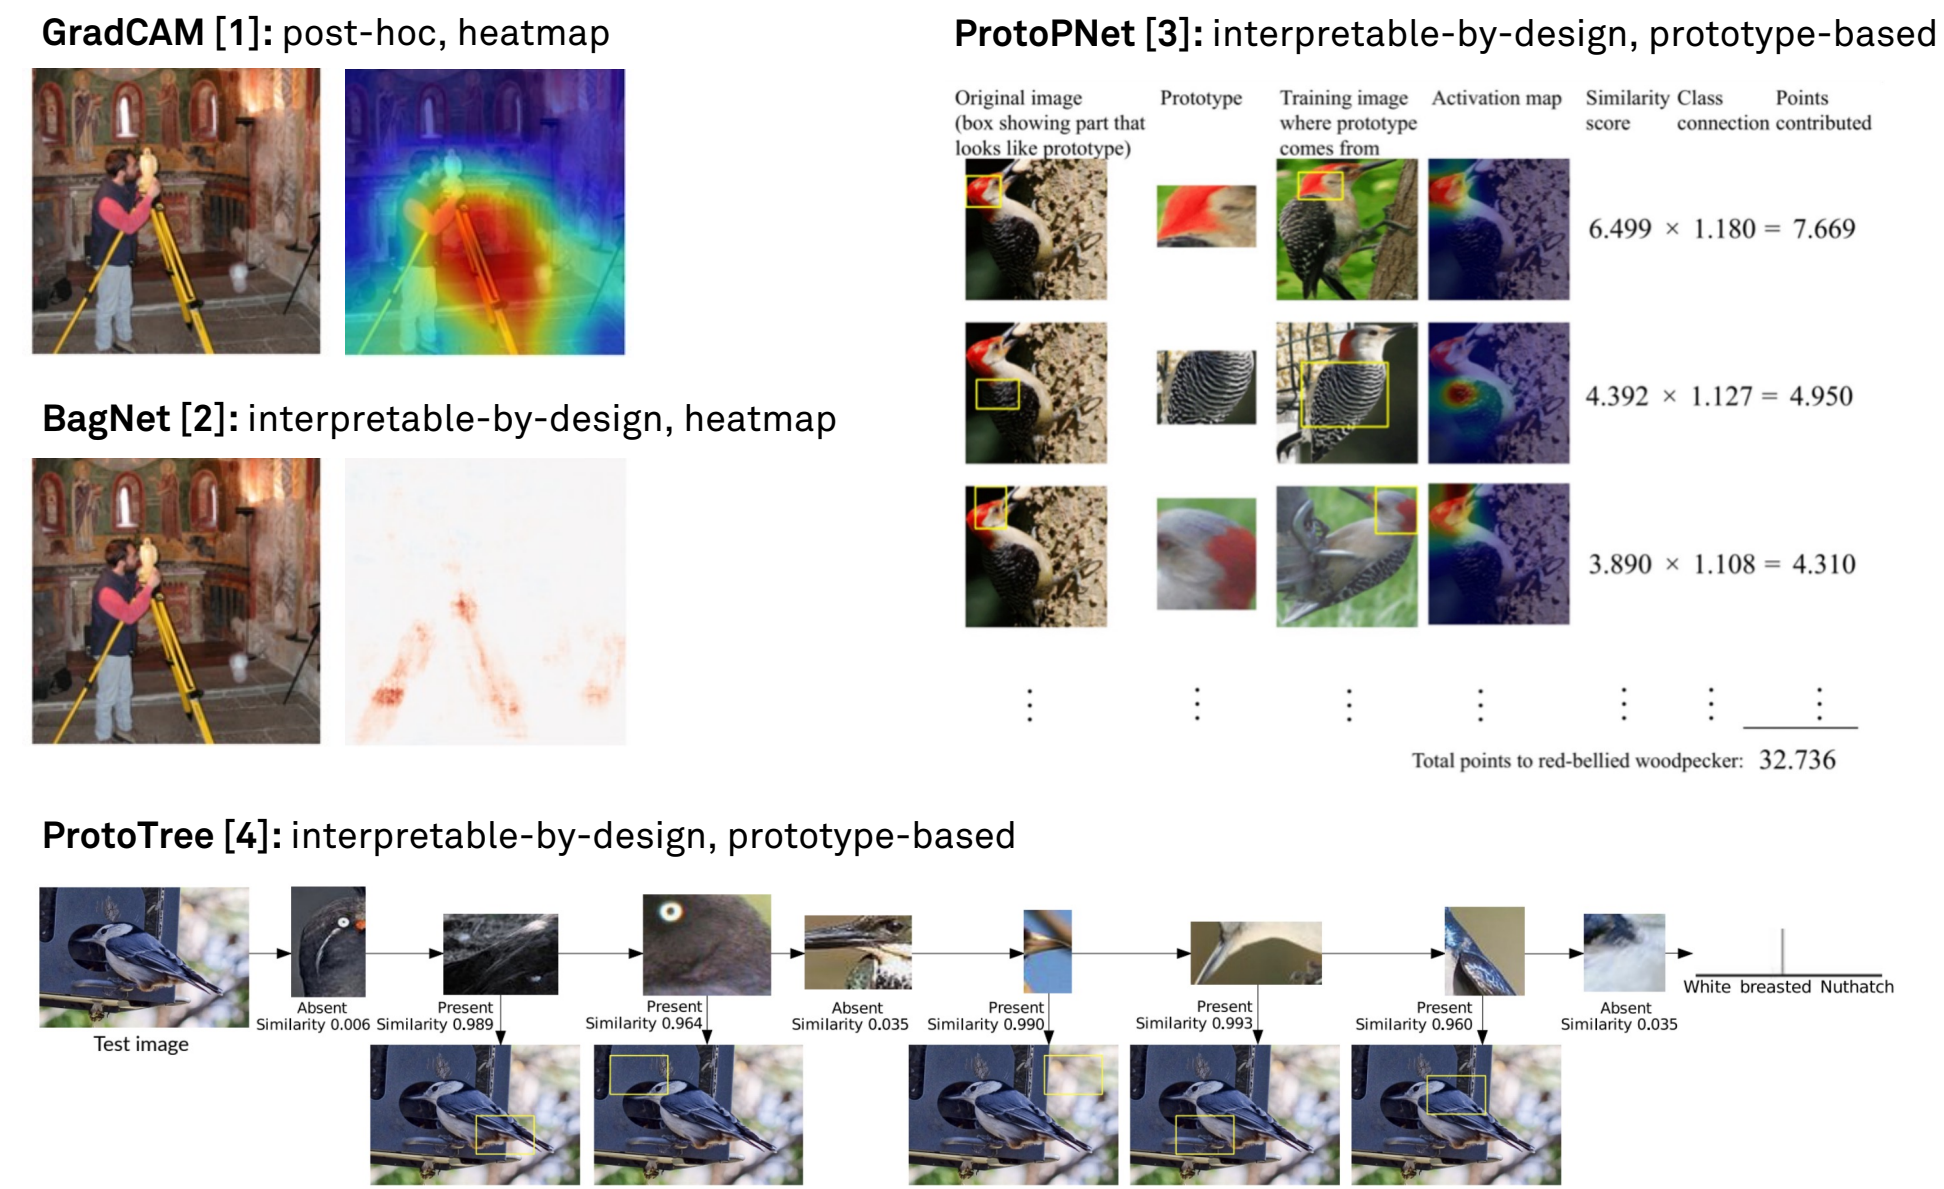 GradCAM [1]: post-hoc, heatmap
BagNet [2]: interpretable-by-design, heatmap
ProtoPNet [3]: interpretable-by-design, prototype-based
Original image
(box showing part that
looks like prototype)
Prototype
Training image
where prototype
comes from
Activation map
Similarity
score
Class
connection
Points
contributed
6.499 × 1.180 = 7.669
4.392 × 1.127 = 4.950
3.890 × 1.108 = 4.310
Total points to red-bellied woodpecker: 32.736
ProtoTree [4]: interpretable-by-design, prototype-based
Test image
Absent
Similarity 0.006
Present
Similarity 0.989
Present
Similarity 0.964
Absent
Similarity 0.035
Present
Similarity 0.990
Present
Similarity 0.993
Present
Similarity 0.960
Absent
Similarity 0.035
White breasted Nuthatch